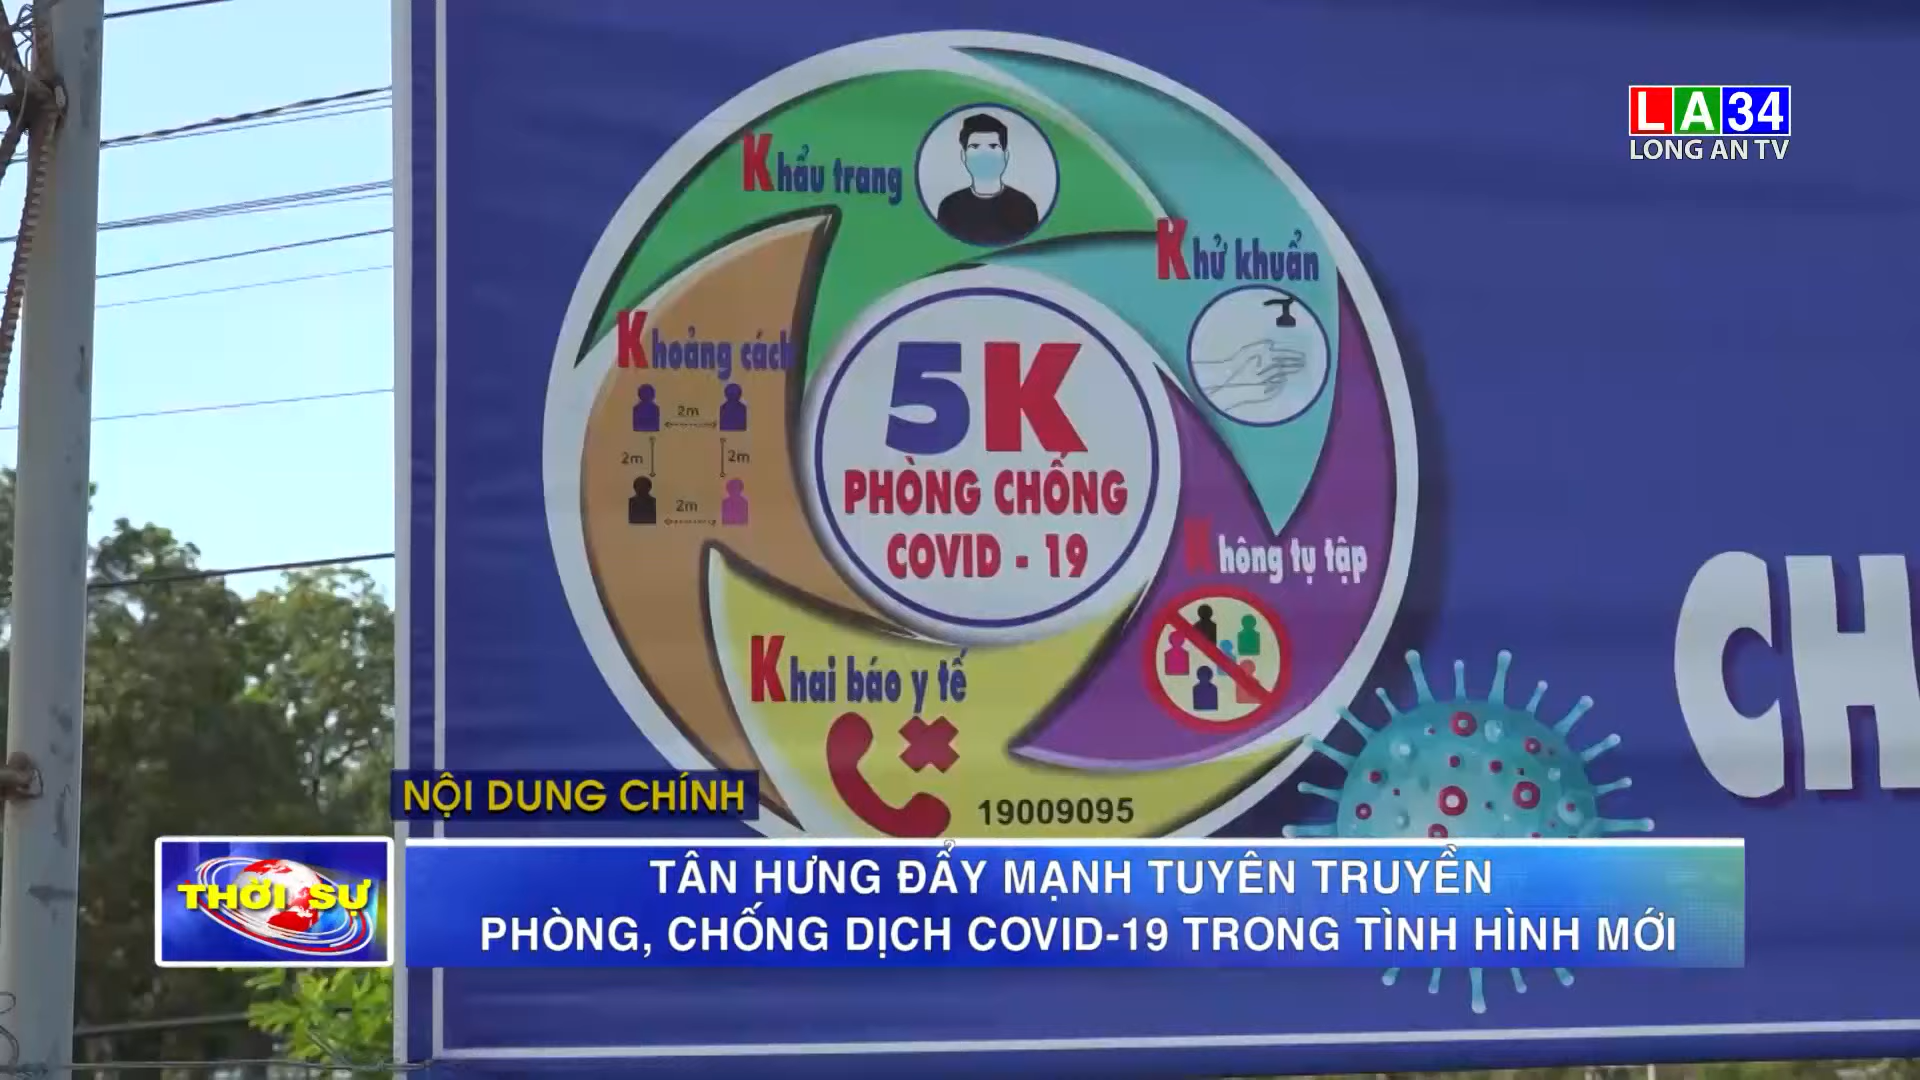 LA34
LONG AN TV
Khẩu trang
Khử khuẩn
Khoảng cách
2m
2m
2m
2m
5K
PHÒNG CHỐNG
COVID - 19
Không tụ tập
Khai báo y tế
19009095
CH
NỘI DUNG CHÍNH
THỜI SỰ
TÂN HƯNG ĐẨY MẠNH TUYÊN TRUYỀN
PHÒNG, CHỐNG DỊCH COVID-19 TRONG TÌNH HÌNH MỚI